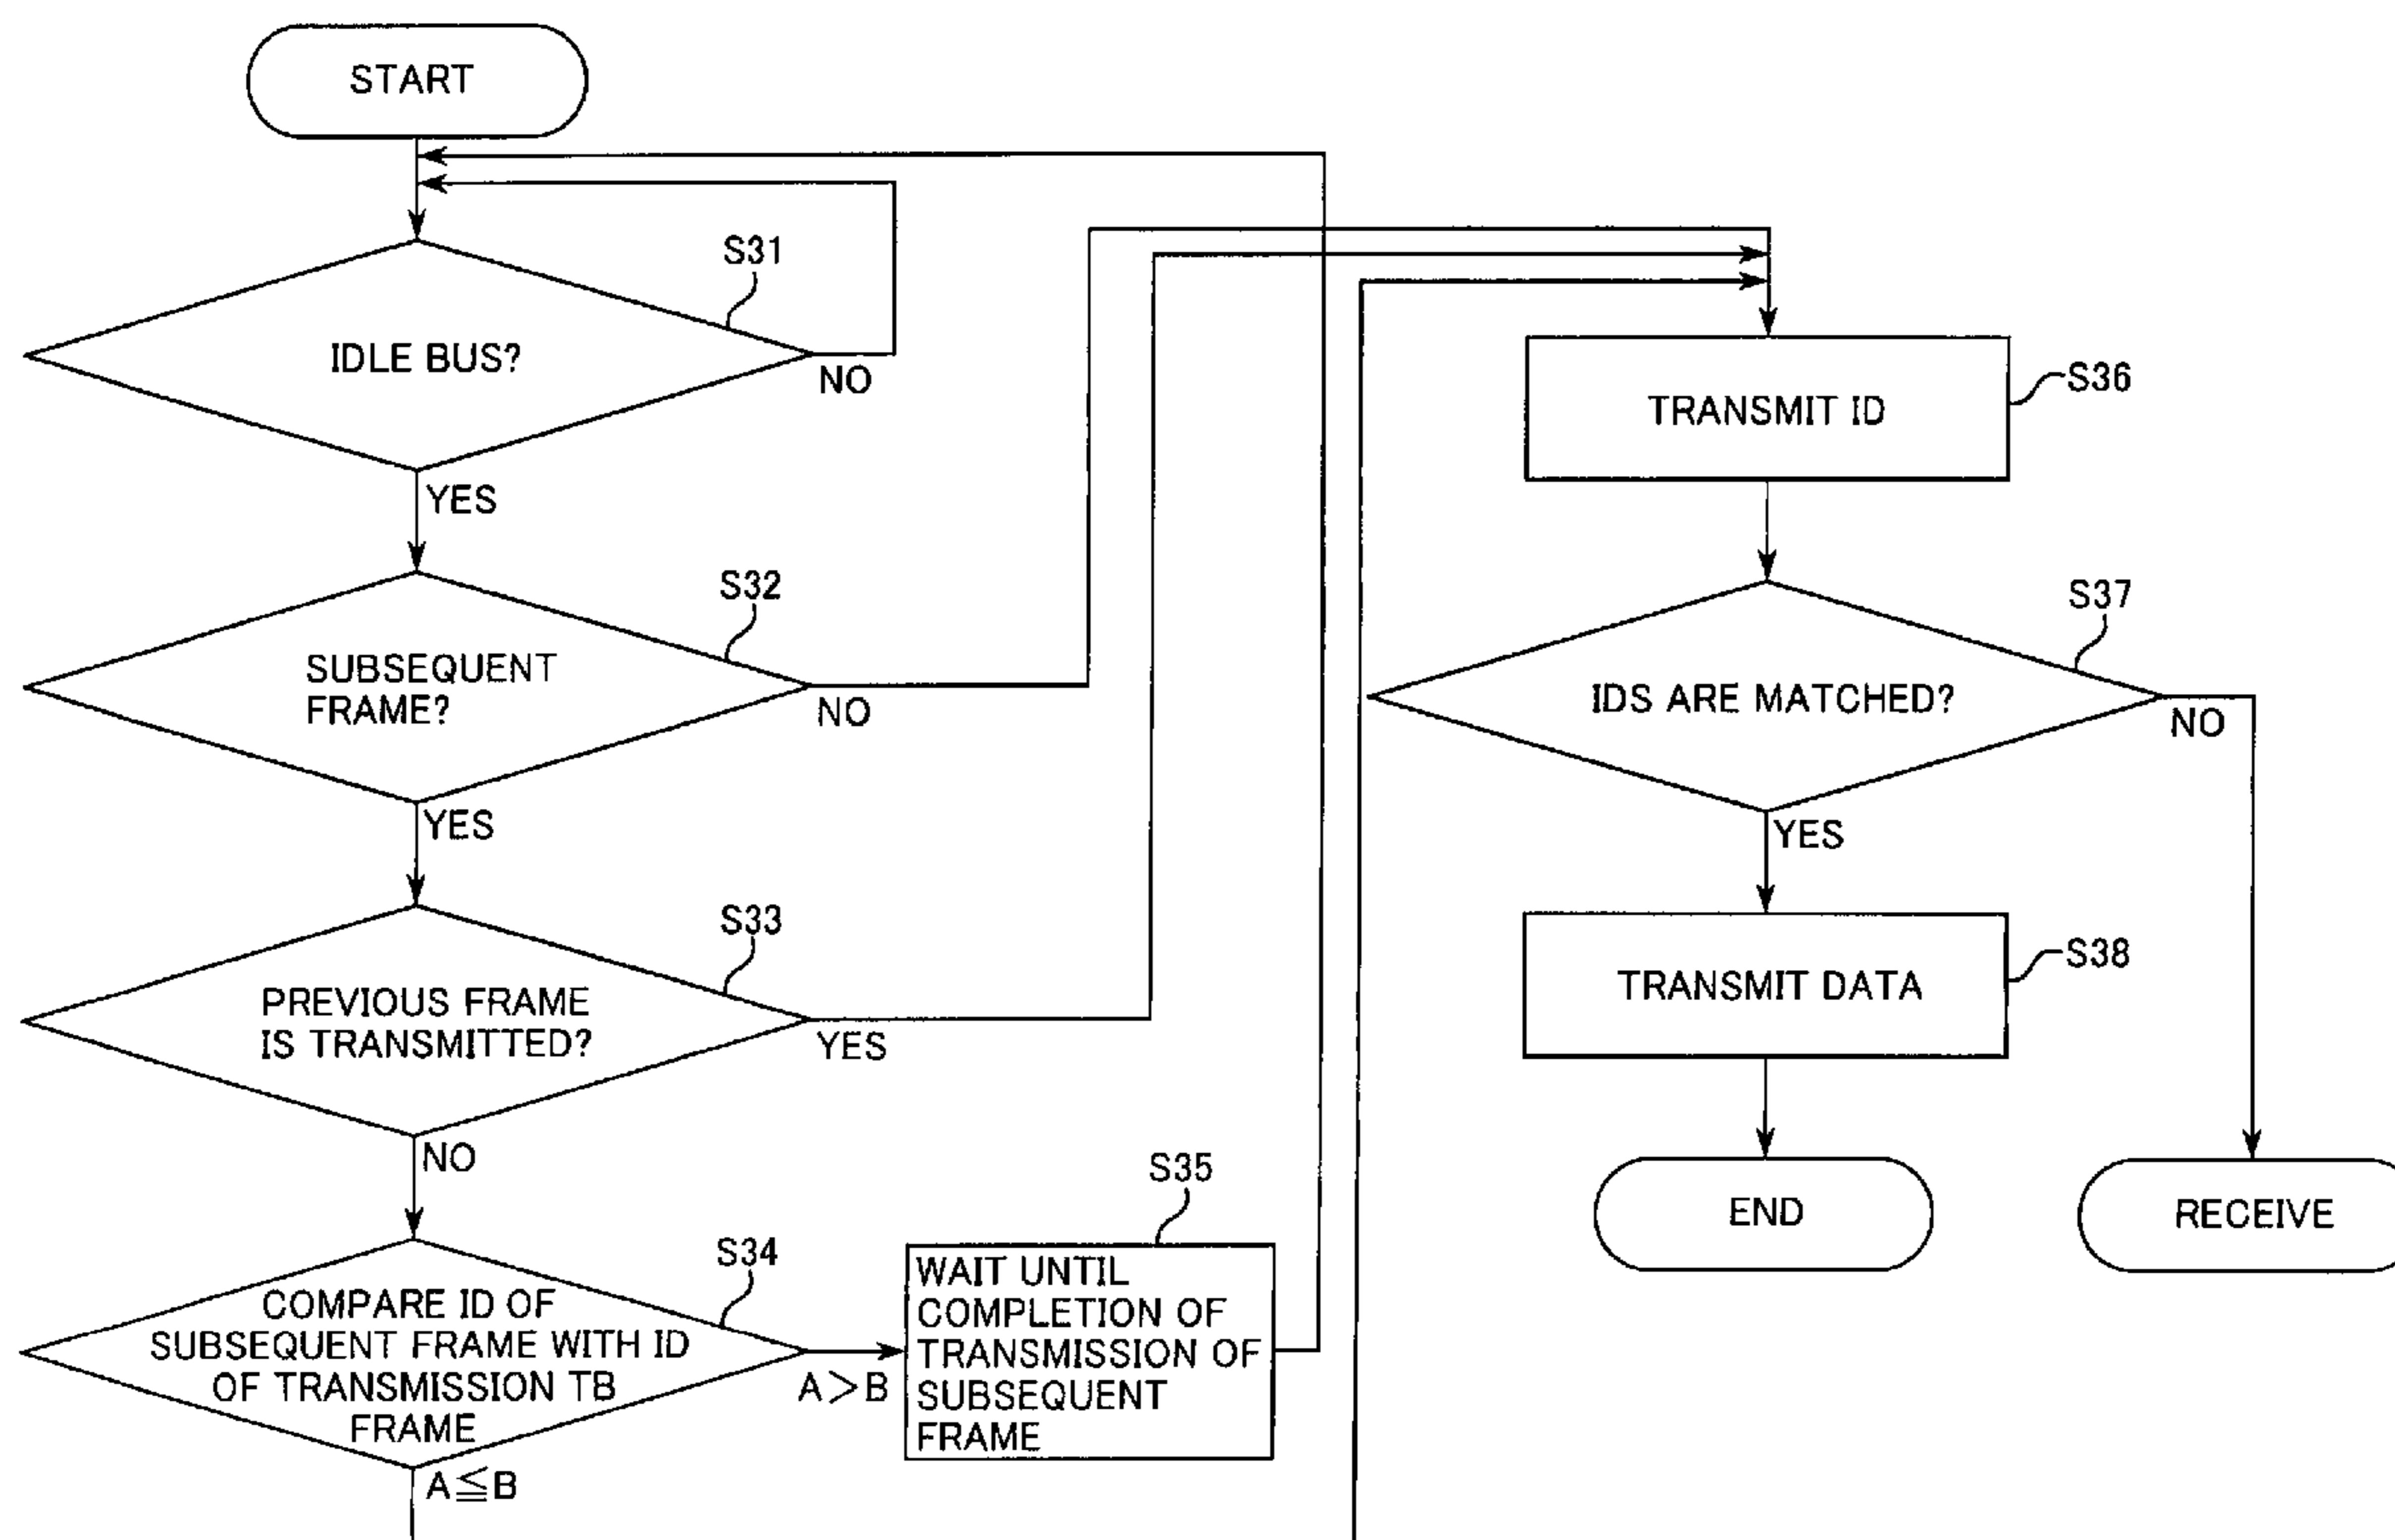 START
S31
IDLE BUS?
NO
YES
S32
SUBSEQUENT
FRAME?
NO
YES
S33
PREVIOUS FRAME
IS TRANSMITTED?
YES
NO
S34
COMPARE ID OF
SUBSEQUENT FRAME WITH ID
OF TRANSMISSION TB
FRAME
A>B
A≦B
S35
WAIT UNTIL
COMPLETION OF
TRANSMISSION OF
SUBSEQUENT
FRAME
S36
TRANSMIT ID
S37
IDS ARE MATCHED?
NO
YES
S38
TRANSMIT DATA
END
RECEIVE